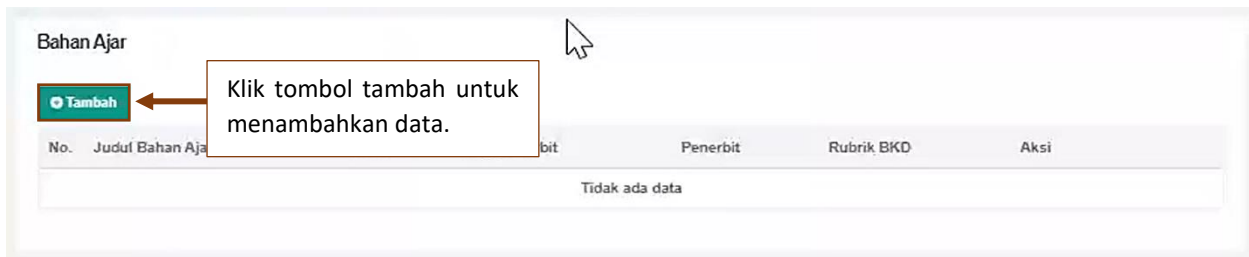 Bahan Ajar
Tambah
Klik tombol tambah untuk
menambahkan data.
No. Judul Bahan Aja bit Penerbit Rubrik BKD Aksi
Tidak ada data